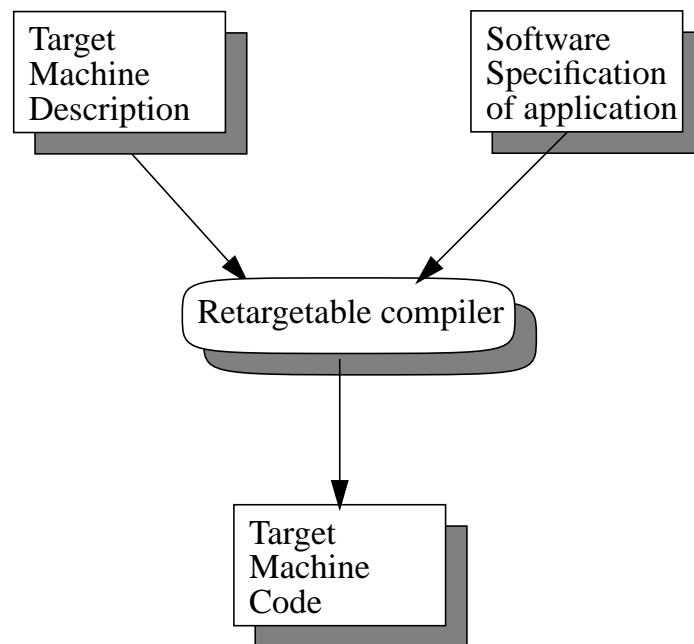 Target
Machine
Description
Software
Specification
of application
Retargetable compiler
Target
Machine
Code